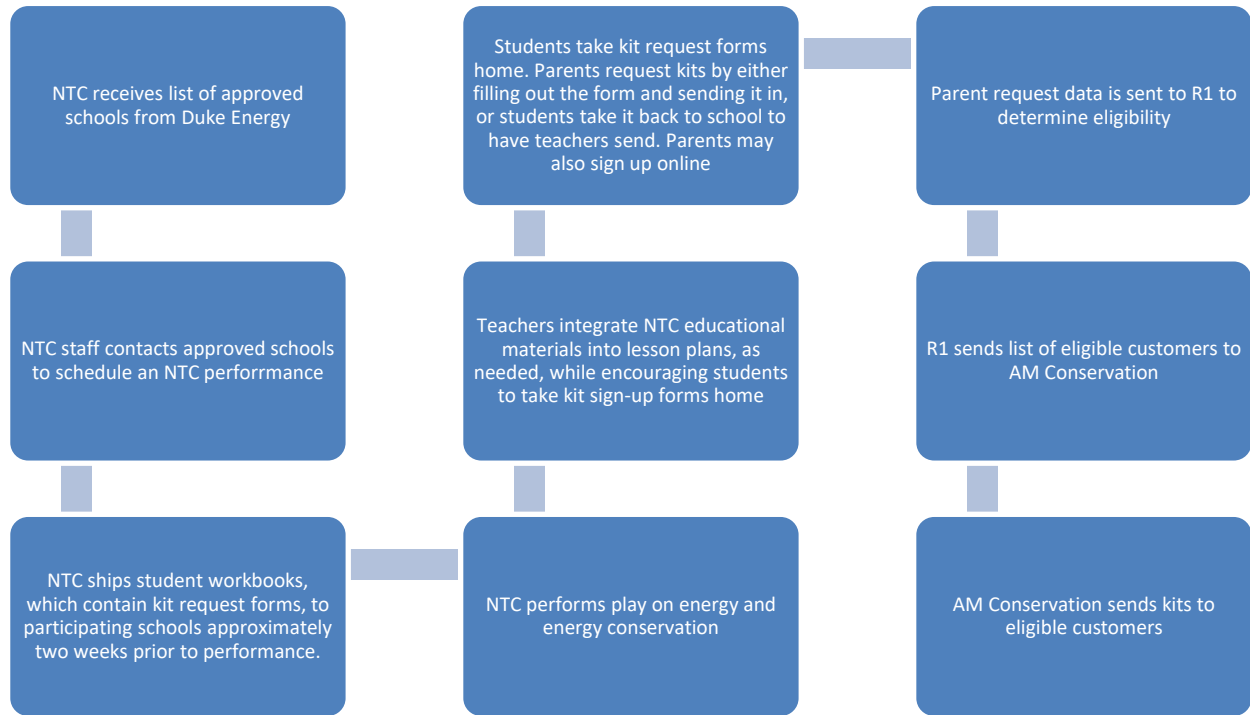 NTC receives list of approved
schools from Duke Energy
NTC staff contacts approved schools
to schedule an NTC perforrmance
NTC ships student workbooks,
which contain kit request forms, to
participating schools approximately
two weeks prior to performance.
NTC performs play on energy and
energy conservation
Teachers integrate NTC educational
materials into lesson plans, as
needed, while encouraging students
to take kit sign-up forms home
Students take kit request forms
home. Parents request kits by either
filling out the form and sending it in,
or students take it back to school to
have teachers send. Parents may
also sign up online
Parent request data is sent to R1 to
determine eligibility
R1 sends list of eligible customers to
AM Conservation
AM Conservation sends kits to
eligible customers